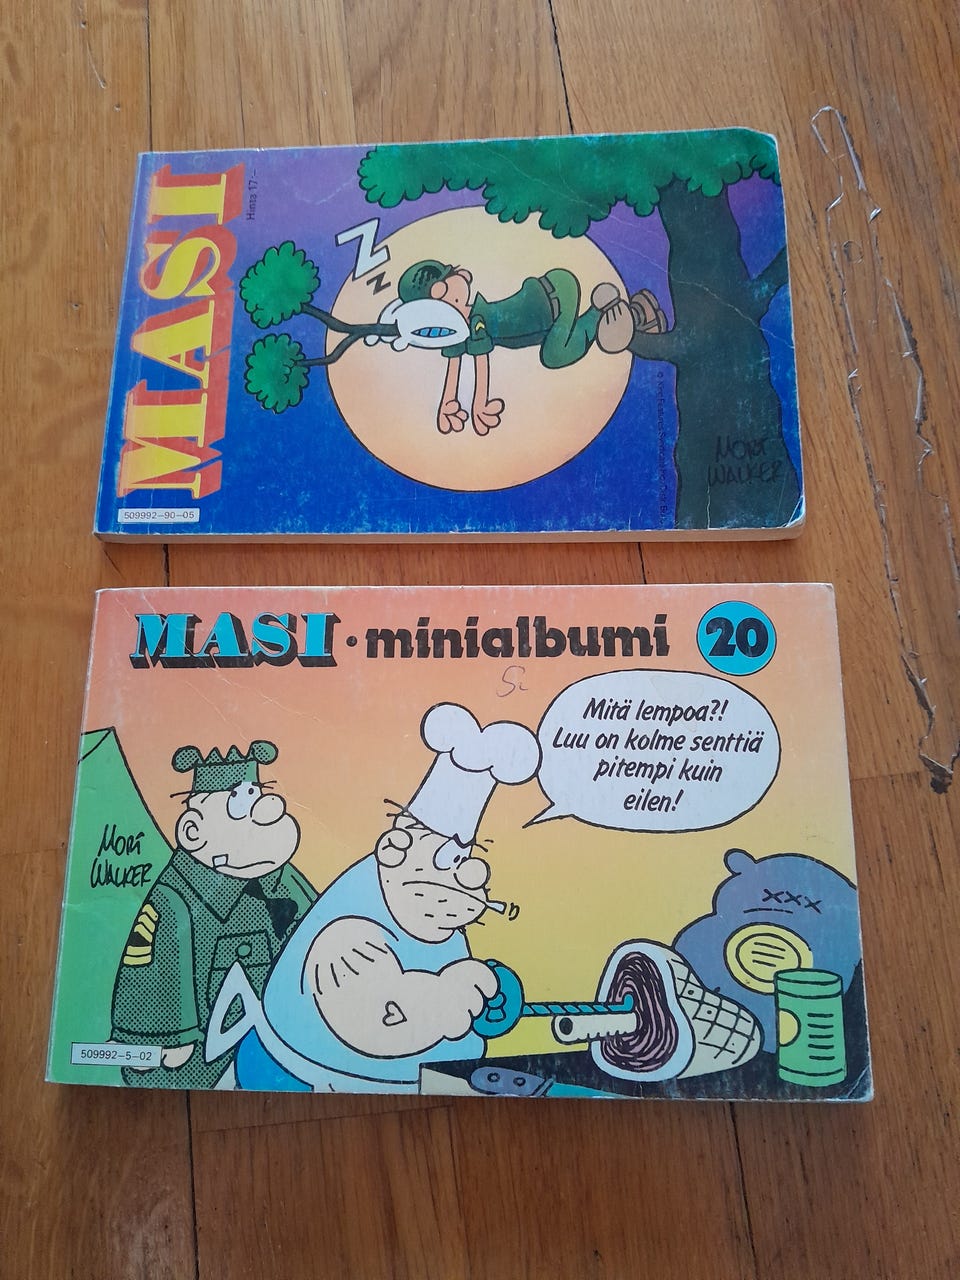 MASI
Hinta 17:-
Z
Z
MORT
WALKER
509992-90-05
MASI • minialbumi 20
Mitä lempoa?!
Luu on kolme senttiä
pitempi kuin
eilen!
MORT
WALKER
XXX
509992-5-02